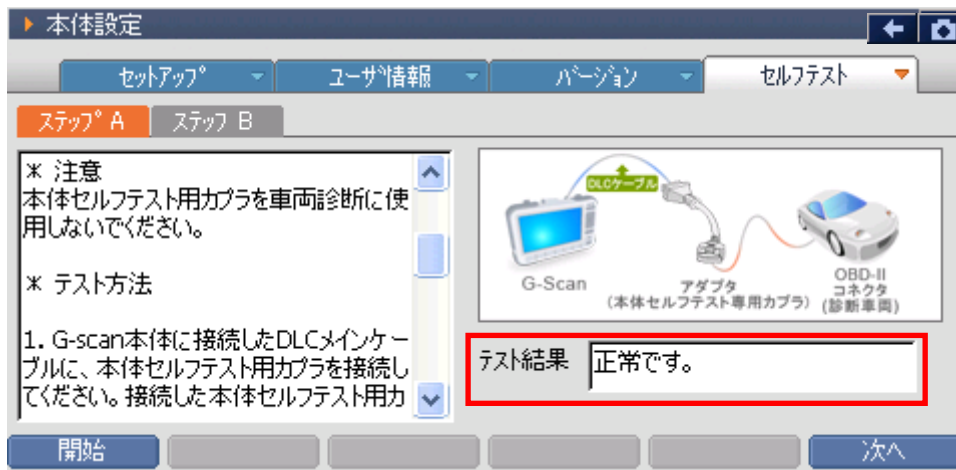 本体設定
セットアップ
ユーザ情報
バージョン
セルフテスト
ステップ A
ステップ B
* 注意
本体セルフテスト用カプラを車両診断に使
用しないでください。
* テスト方法
1. G-scan本体に接続したDLCメインケー
ブルに、本体セルフテスト用カプラを接続し
てください。接続した本体セルフテスト用カ
DLCケーブル
G-Scan
アダプタ
(本体セルフテスト専用カプラ)
OBD-II
コネクタ
(診断車両)
テスト結果
正常です。
開始
次へ